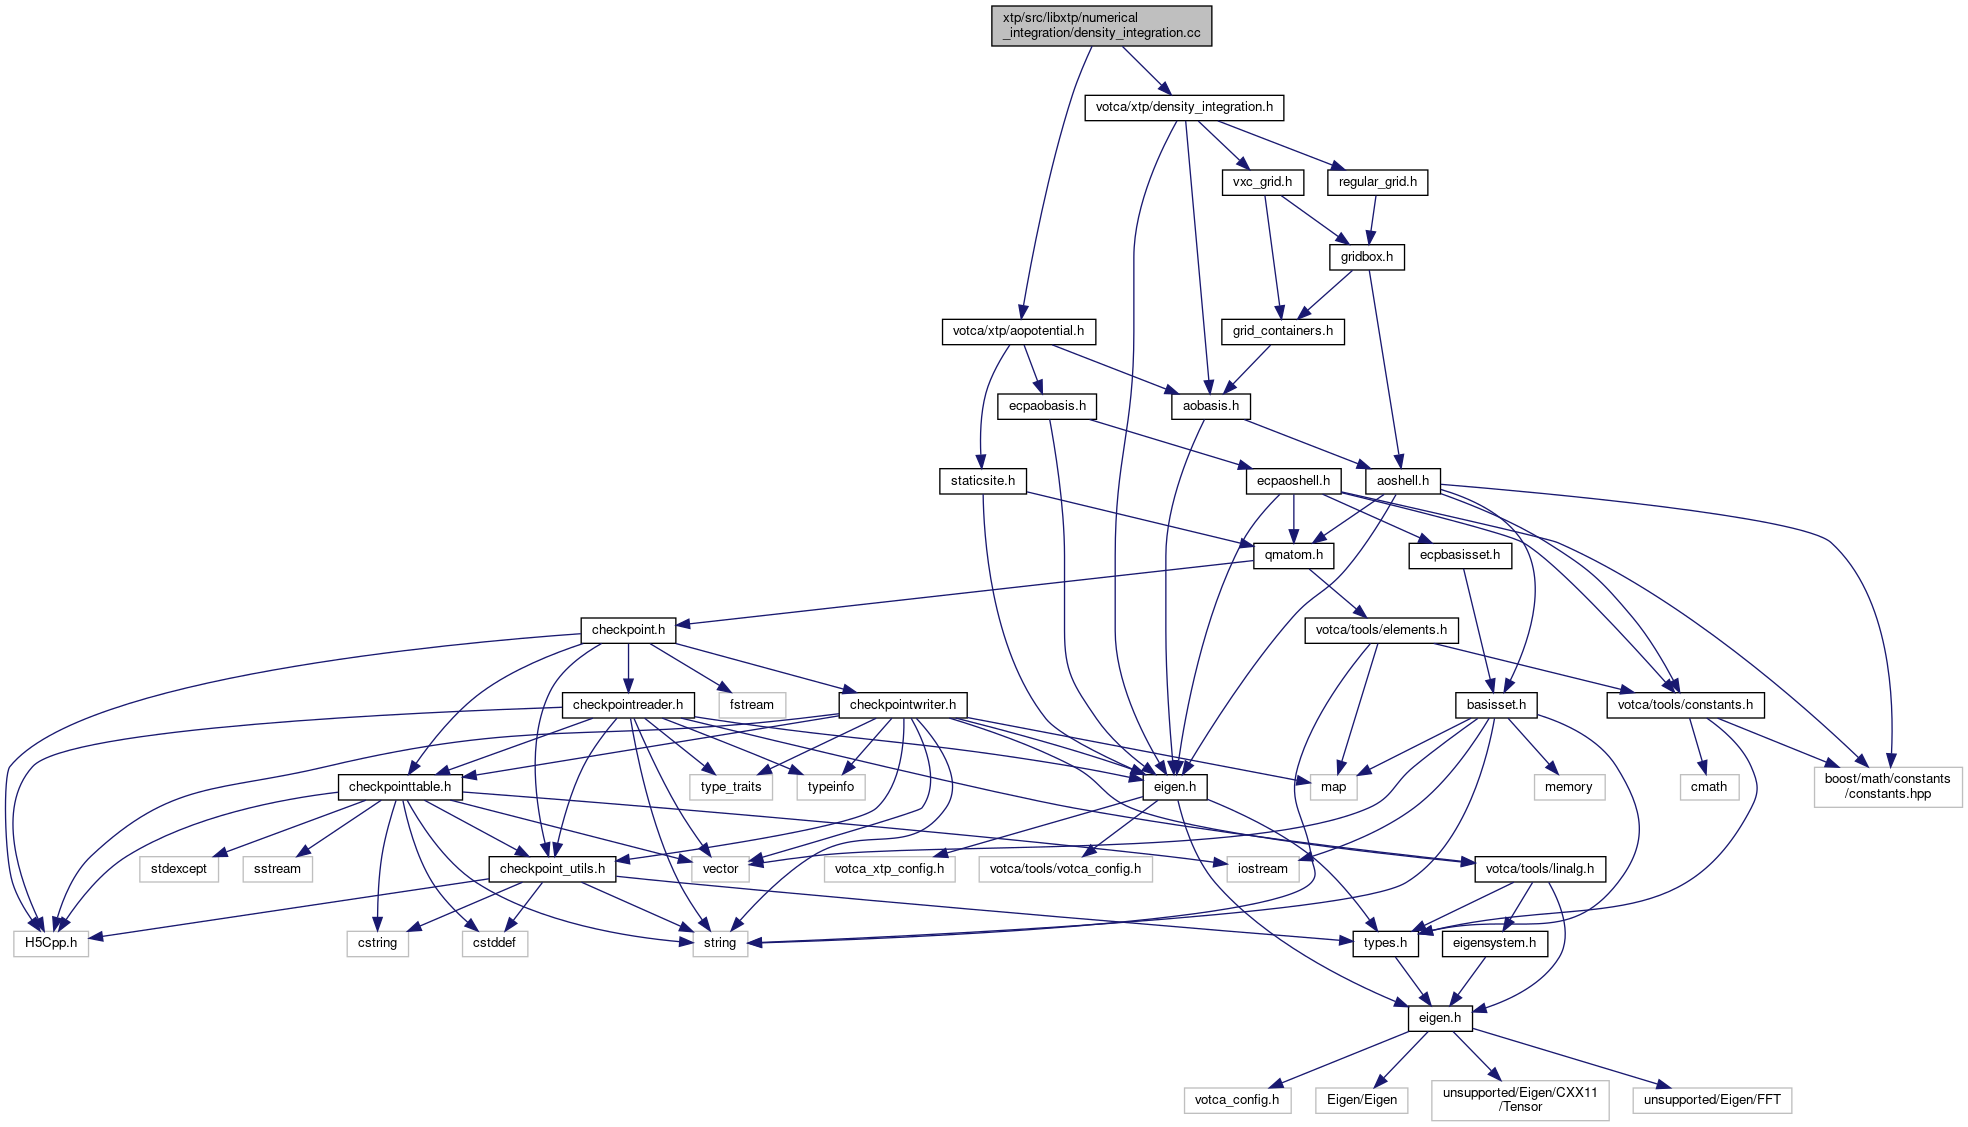 xtp/src/libxtp/numerical
_integration/density_integration.cc
votca/xtp/density_integration.h
vxc_grid.h
regular_grid.h
gridbox.h
votca/xtp/aopotential.h
grid_containers.h
ecpaobasis.h
aobasis.h
staticsite.h
ecpaoshell.h
aoshell.h
qmatom.h
ecpbasisset.h
checkpoint.h
votca/tools/elements.h
checkpointreader.h
fstream
checkpointwriter.h
basisset.h
votca/tools/constants.h
checkpointtable.h
type_traits
typeinfo
eigen.h
map
memory
cmath
boost/math/constants
/constants.hpp
stdexcept
sstream
checkpoint_utils.h
vector
votca_xtp_config.h
votca/tools/votca_config.h
iostream
votca/tools/linalg.h
H5Cpp.h
cstring
cstddef
string
types.h
eigensystem.h
eigen.h
votca_config.h
Eigen/Eigen
unsupported/Eigen/CXX11
/Tensor
unsupported/Eigen/FFT